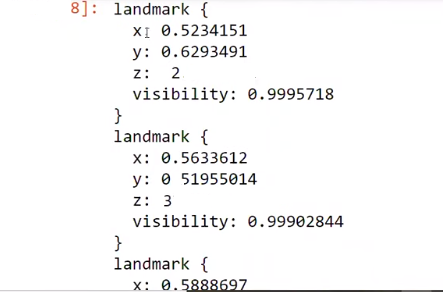 8]: landmark {
x: 0.5234151
y: 0.6293491
z: 2
visibility: 0.9995718
}
landmark {
x: 0.5633612
y: 0 51955014
z: 3
visibility: 0.99902844
}
landmark {
x: 0.5888697